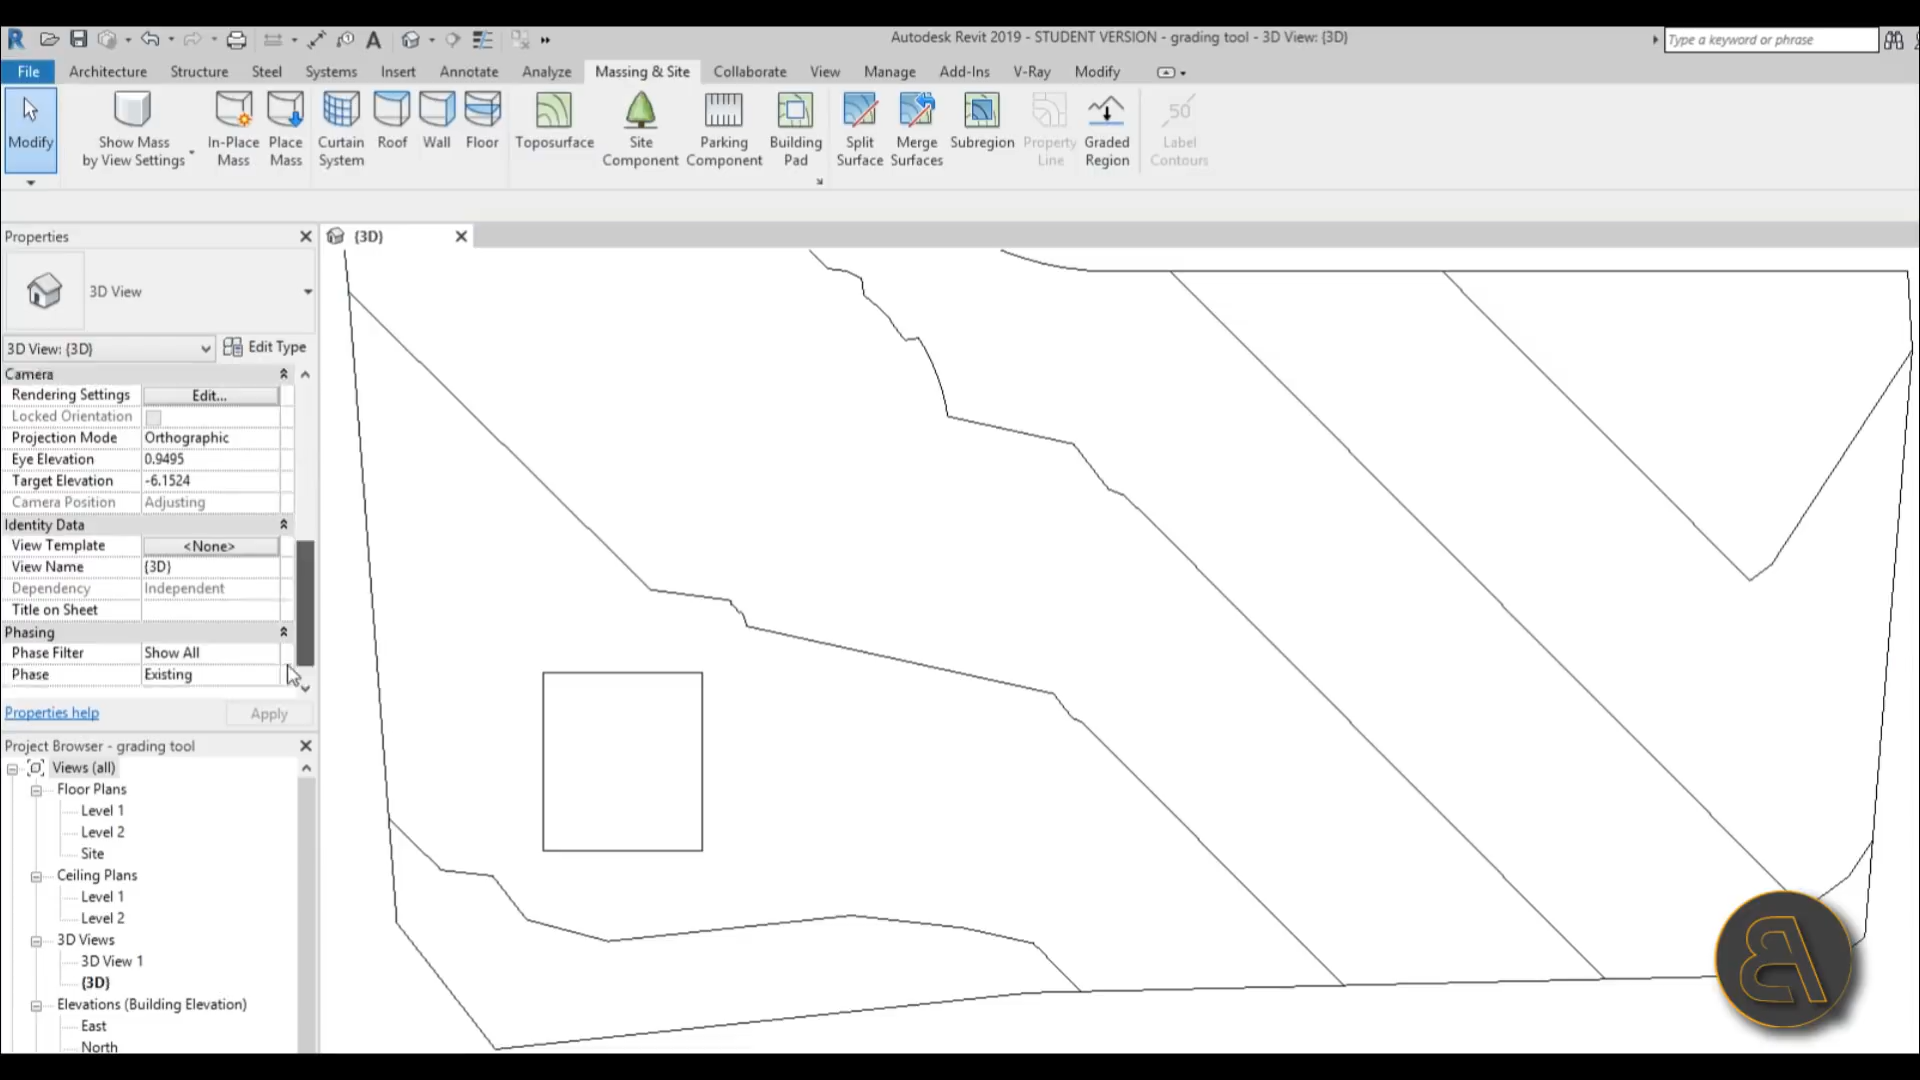 Autodesk Revit 2019 - STUDENT VERSION - grading tool - 3D View: {3D}
Type a keyword or phrase
File
Architecture
Structure
Steel
Systems
Insert
Annotate
Analyze
Massing & Site
Collaborate
View
Manage
Add-Ins
V-Ray
Modify
Modify
Show Mass
by View Settings
In-Place
Mass
Place
Mass
Curtain
System
Roof
Wall
Floor
Toposurface
Site
Component
Parking
Component
Building
Pad
Split
Surface
Merge
Surfaces
Subregion
Property
Line
Graded
Region
50
Label
Contours
Properties
{3D}
3D View
3D View: {3D}
Edit Type
Camera
Rendering Settings
Edit...
Locked Orientation
Projection Mode
Orthographic
Eye Elevation
0.9495
Target Elevation
-6.1524
Camera Position
Adjusting
Identity Data
View Template
<None>
View Name
{3D}
Dependency
Independent
Title on Sheet
Phasing
Phase Filter
Show All
Phase
Existing
Properties help
Apply
Project Browser - grading tool
Views (all)
Floor Plans
Level 1
Level 2
Site
Ceiling Plans
Level 1
Level 2
3D Views
3D View 1
{3D}
Elevations (Building Elevation)
East
North